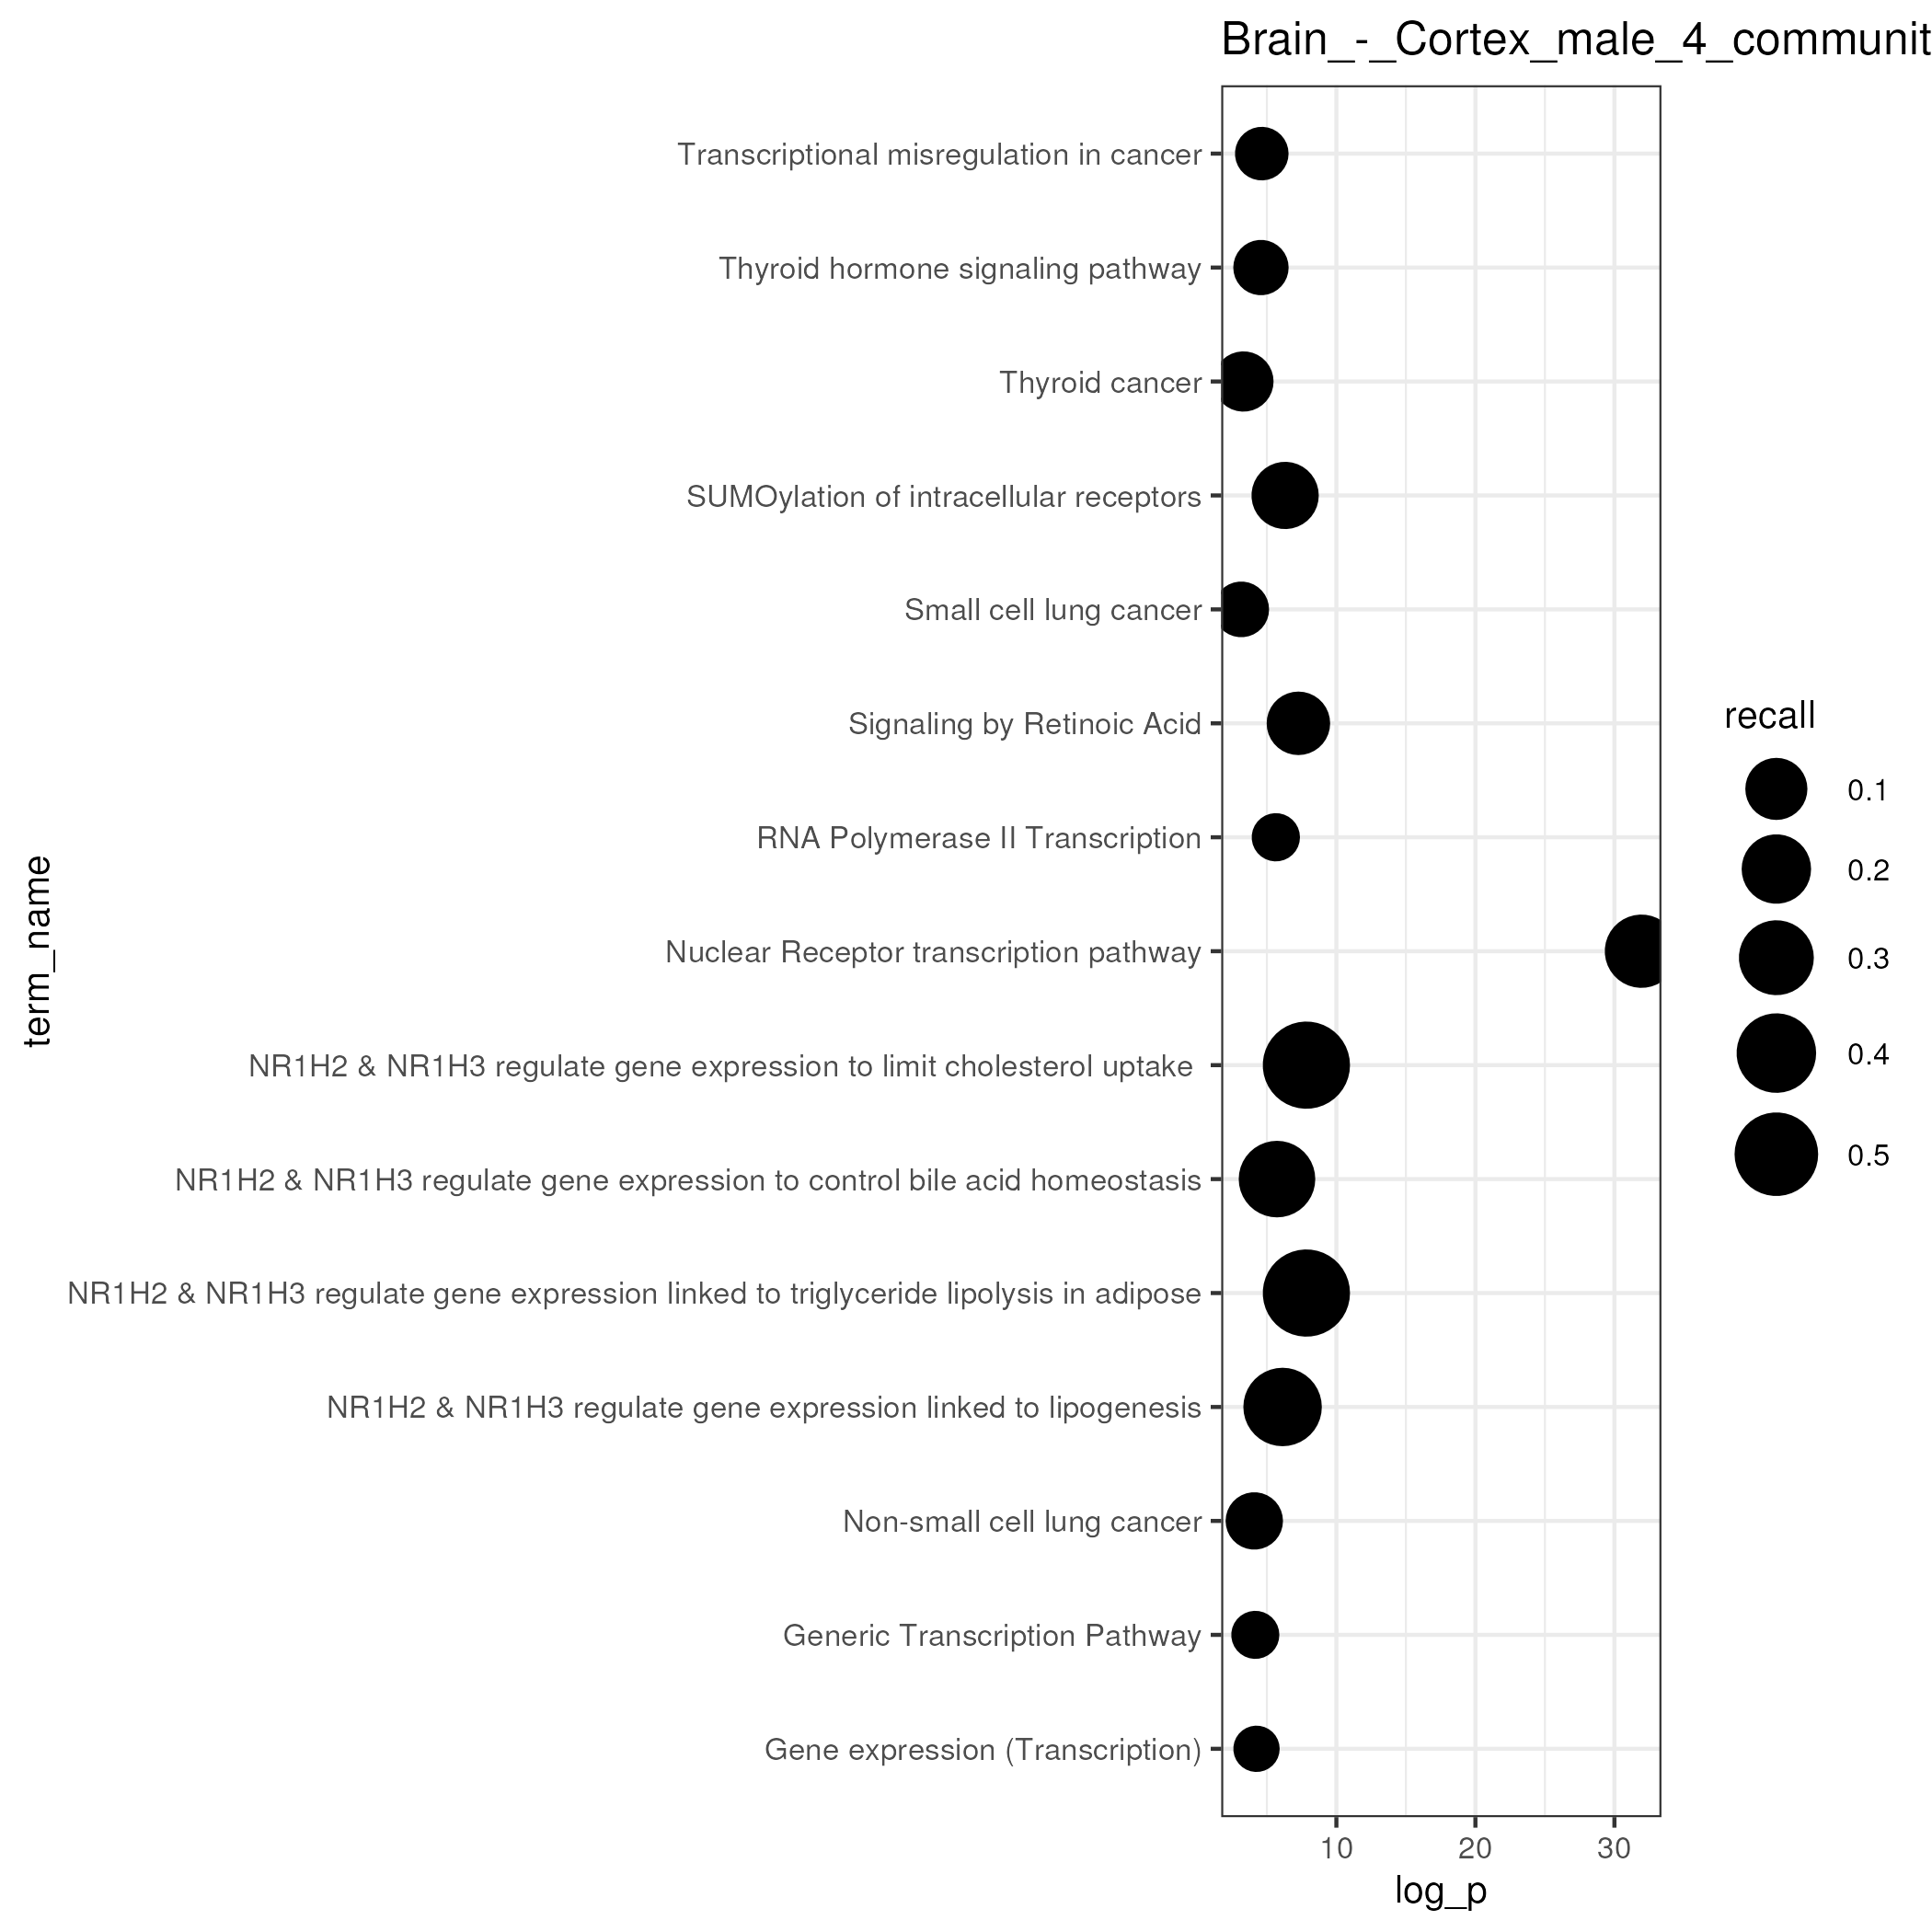 Brain_-_Cortex_male_4_communit
Transcriptional misregulation in cancer
Thyroid hormone signaling pathway
Thyroid cancer
SUMOylation of intracellular receptors
Small cell lung cancer
Signaling by Retinoic Acid
RNA Polymerase II Transcription
Nuclear Receptor transcription pathway
NR1H2 & NR1H3 regulate gene expression to limit cholesterol uptake
NR1H2 & NR1H3 regulate gene expression to control bile acid homeostasis
NR1H2 & NR1H3 regulate gene expression linked to triglyceride lipolysis in adipose
NR1H2 & NR1H3 regulate gene expression linked to lipogenesis
Non-small cell lung cancer
Generic Transcription Pathway
Gene expression (Transcription)
term_name
10 20 30
log_p
recall
0.1
0.2
0.3
0.4
0.5